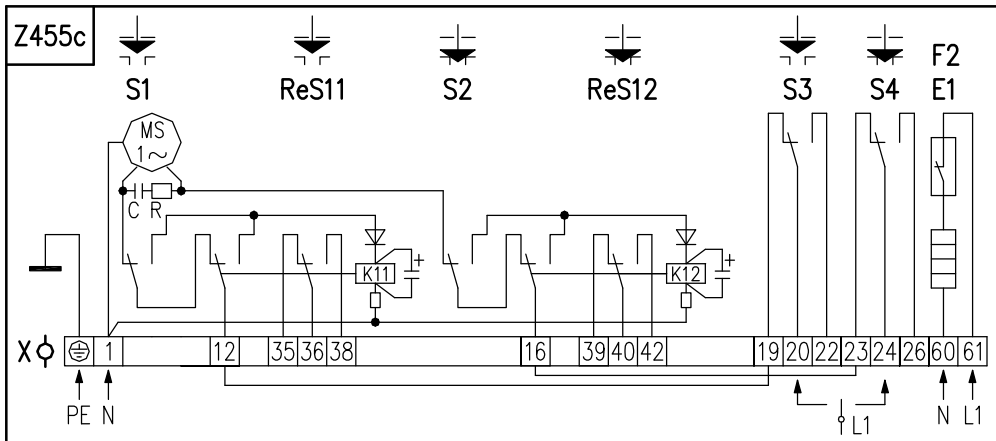 Z455c
S1 ReS11 S2 ReS12 S3 S4 F2
E1
MS
1~
C R
K11 +
K12 +
X 1 12 35 36 38 16 39 40 42 19 20 22 23 24 26 60 61
PE N L1 N L1